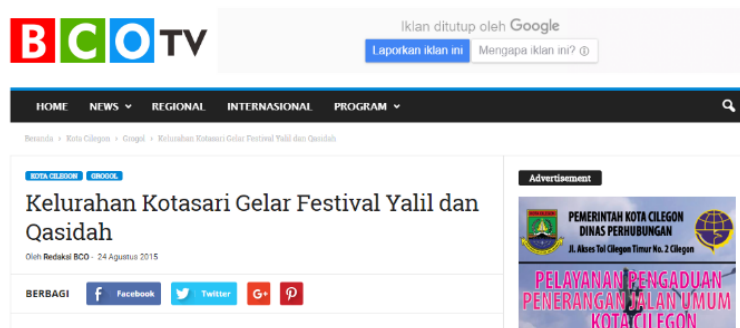 BCO TV
Iklan ditutup oleh Google
Laporkan iklan ini
Mengapa iklan ini?
HOME NEWS REGIONAL INTERNASIONAL PROGRAM
Beranda › Kota Cilegon › Grogol › Kelurahan Kotasari Gelar Festival Yalil dan Qasidah
KOTA CILEGON GROGOL
Kelurahan Kotasari Gelar Festival Yalil dan
Qasidah
Oleh Redaksi BCO - 24 Agustus 2015
BERBAGI
Facebook
Twitter
G+
Advertisement
PEMERINTAH KOTA CILEGON
DINAS PERHUBUNGAN
Jl. Akses Tol Cilegon Timur No. 2 Cilegon
PELAYANAN PENGADUAN
PENERANGAN JALAN UMUM
KOTA CILEGON